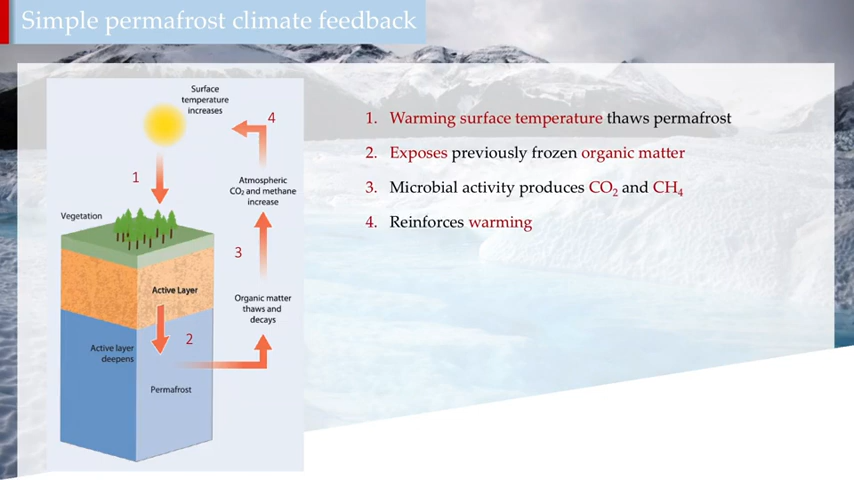 Simple permafrost climate feedback
Surface
temperature
increases
4
1
Atmospheric
CO₂ and methane
increase
Vegetation
3
Active Layer
Organic matter
thaws and
decays
2
Active layer
deepens
Permafrost
1. Warming surface temperature thaws permafrost
2. Exposes previously frozen organic matter
3. Microbial activity produces CO₂ and CH₄
4. Reinforces warming